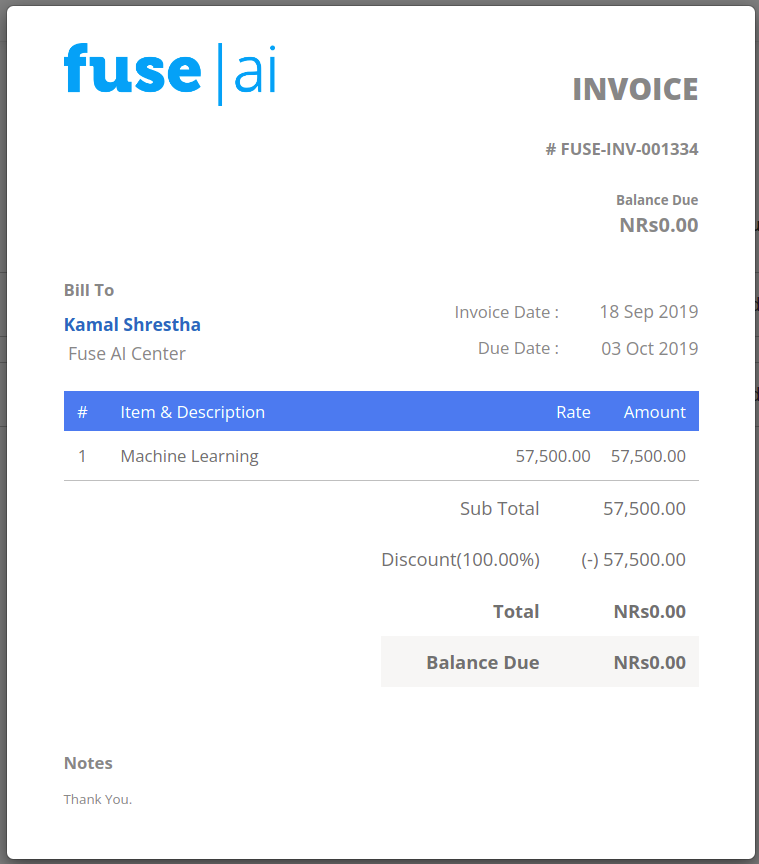 fuse|ai
INVOICE
# FUSE-INV-001334
Balance Due
NRs0.00
Bill To
Kamal Shrestha
Fuse AI Center
Invoice Date : 18 Sep 2019
Due Date : 03 Oct 2019
# Item & Description Rate Amount
1 Machine Learning 57,500.00 57,500.00
Sub Total 57,500.00
Discount(100.00%) (-) 57,500.00
Total NRs0.00
Balance Due NRs0.00
Notes
Thank You.